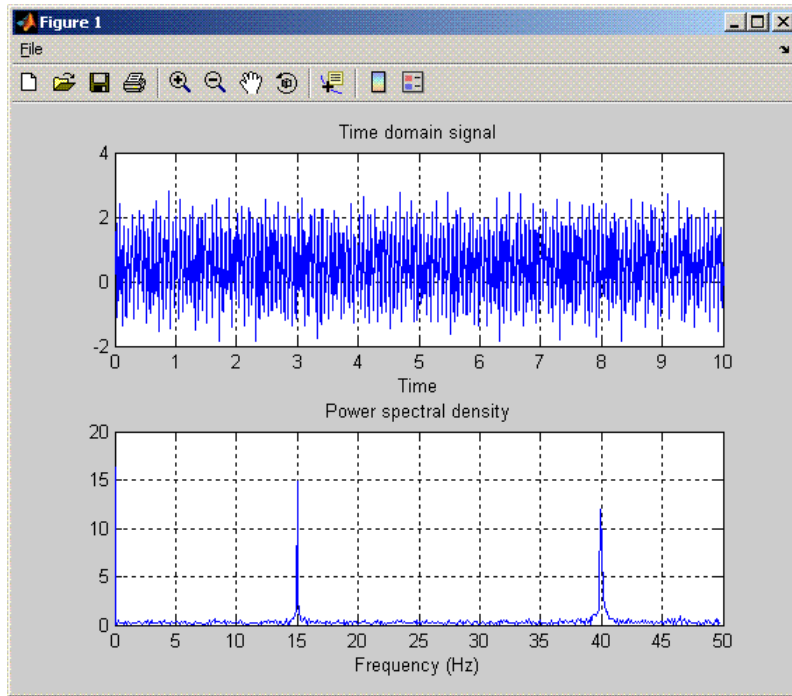 Figure 1
File
Time domain signal
4
2
0
-2
0 1 2 3 4 5 6 7 8 9 10
Time
Power spectral density
20
15
10
5
0
0 5 10 15 20 25 30 35 40 45 50
Frequency (Hz)